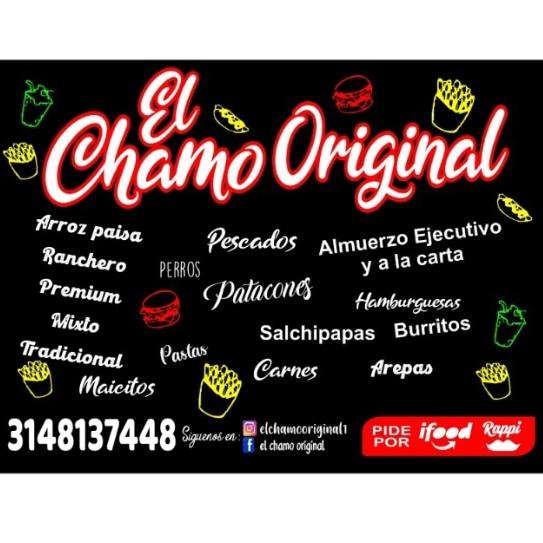 El
Chamo Original
Arroz paisa
Ranchero
Premium
Mixto
Tradicional
Maicitos
PERROS
Pastas
Pescados
Patacones
Salchipapas
Carnes
Almuerzo Ejecutivo
y a la carta
Hamburguesas
Burritos
Arepas
3148137448
Siguenos en:
elchamooriginal1
el chamo original
PIDE
POR
ifood
Rappi